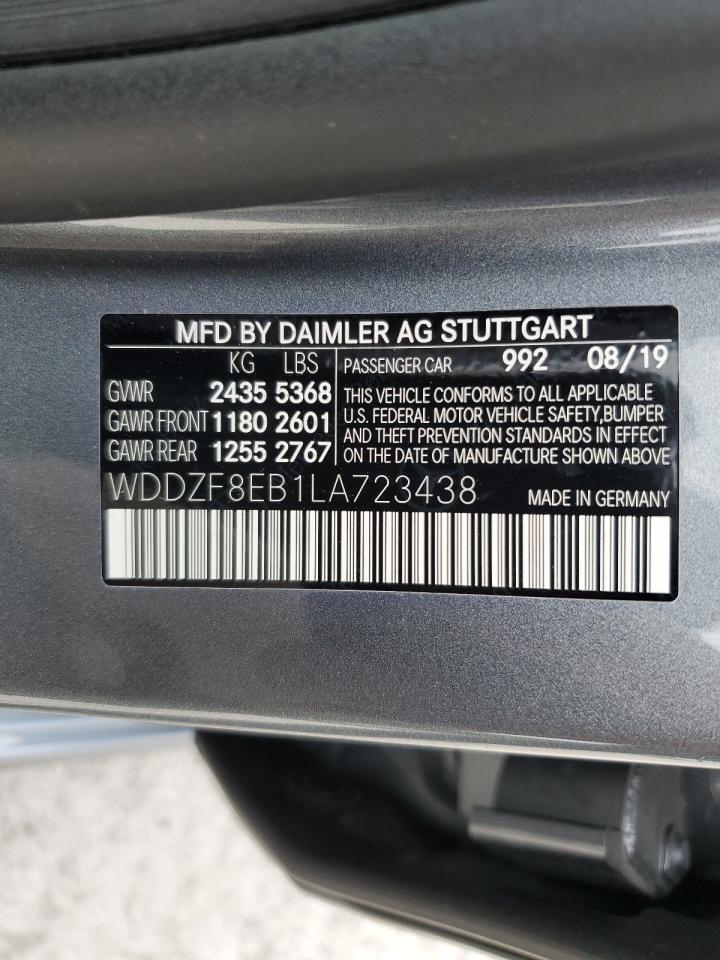 MFD BY DAIMLER AG STUTTGART
KG LBS
GVWR 2435 5368
GAWR FRONT 1180 2601
GAWR REAR 1255 2767
PASSENGER CAR 992 08/19
THIS VEHICLE CONFORMS TO ALL APPLICABLE
U.S. FEDERAL MOTOR VEHICLE SAFETY,BUMPER
AND THEFT PREVENTION STANDARDS IN EFFECT
ON THE DATE OF MANUFACTURE SHOWN ABOVE
WDDZF8EB1LA723438 MADE IN GERMANY